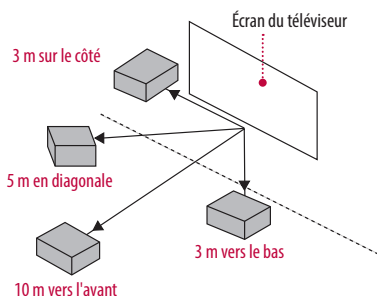 Écran du téléviseur
3 m sur le côté
5 m en diagonale
3 m vers le bas
10 m vers l'avant